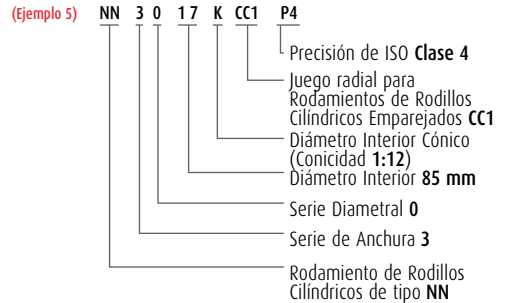 (Ejemplo 5) NN 3 0 17 K CC1 P4
Precisión de ISO Clase 4
Juego radial para
Rodamientos de Rodillos
Cilíndricos Emparejados CC1
Diámetro Interior Cónico
(Conicidad 1:12)
Diámetro Interior 85 mm
Serie Diametral 0
Serie de Anchura 3
Rodamiento de Rodillos
Cilíndricos de tipo NN